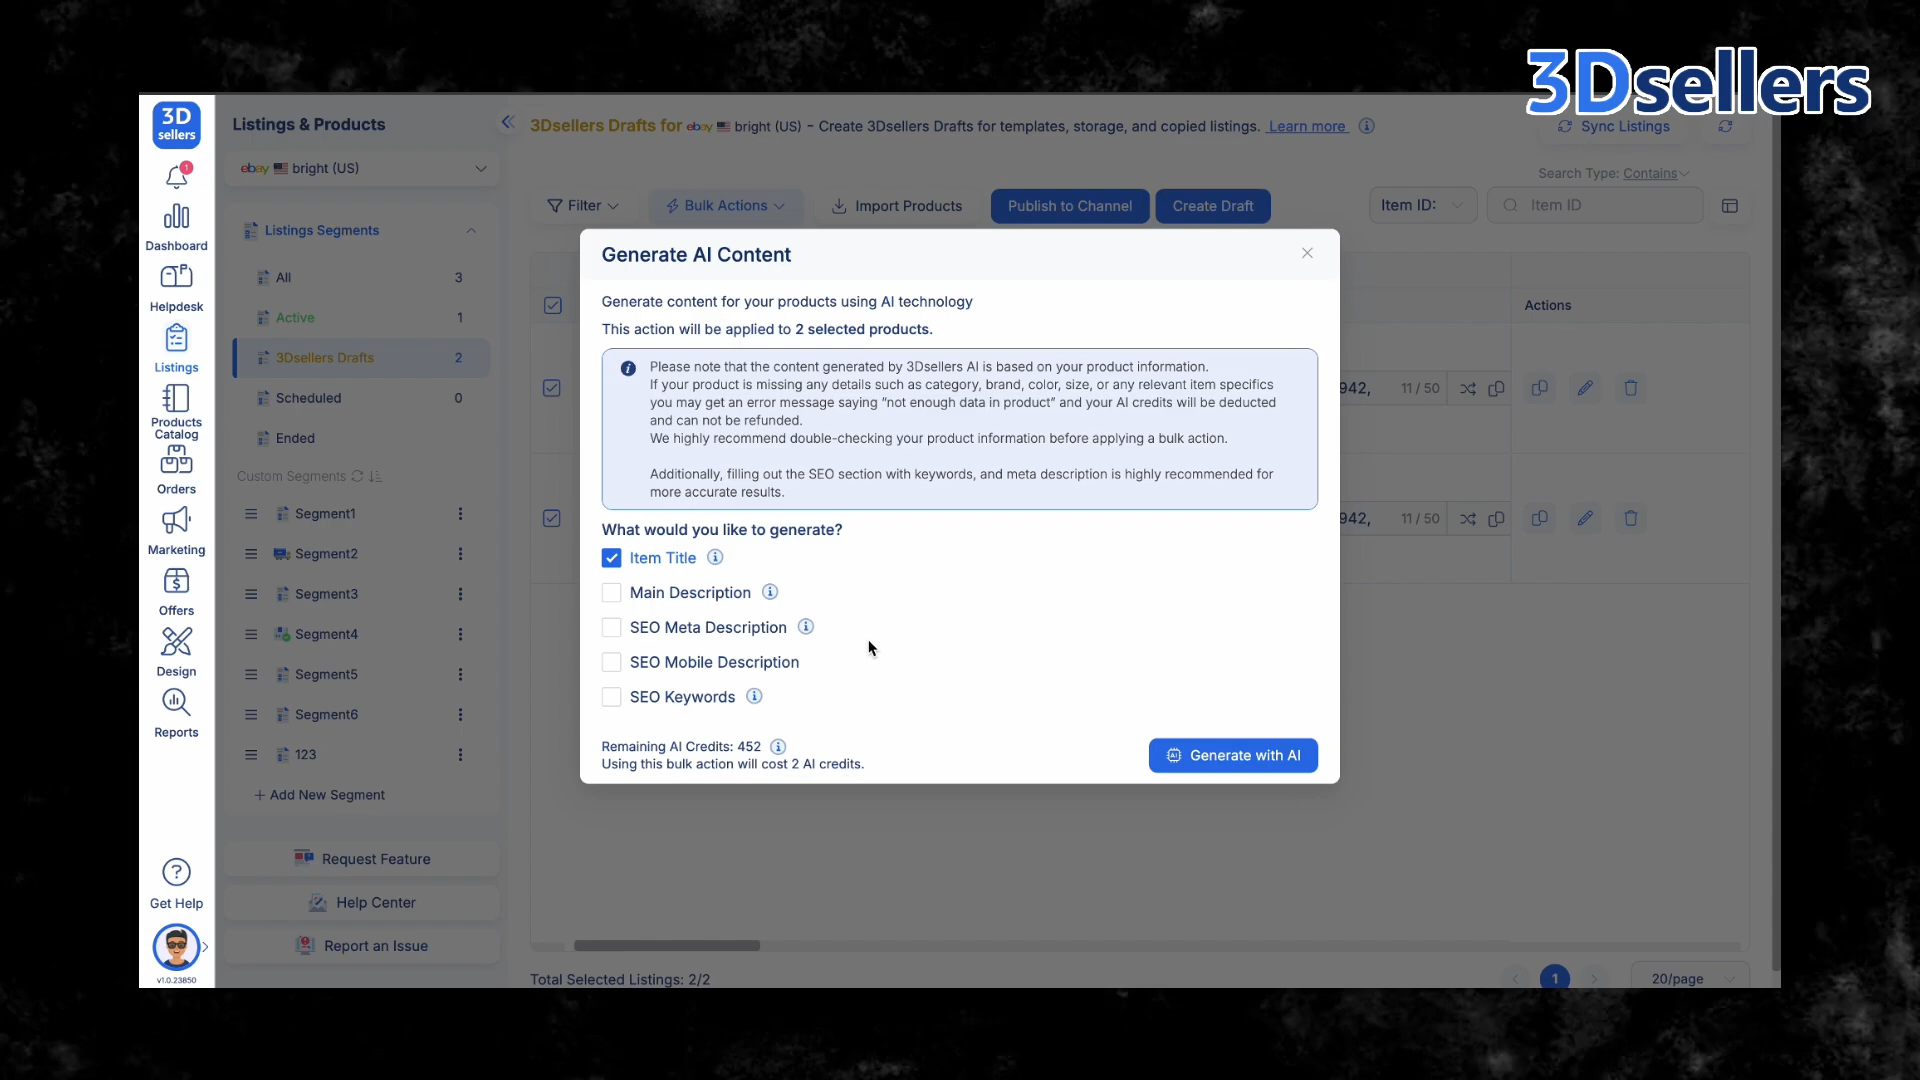 3Dsellers
3D
sellers
1
Dashboard
Helpdesk
Listings
Products
Catalog
Orders
Marketing
Offers
Design
Reports
Get Help
v1.0.23850
Listings & Products
ebay bright (US)
Listings Segments
All 3
Active 1
3Dsellers Drafts 2
Scheduled 0
Ended
Custom Segments
Segment1
Segment2
Segment3
Segment4
Segment5
Segment6
123
+ Add New Segment
Request Feature
Help Center
Report an Issue
3Dsellers Drafts for ebay bright (US) - Create 3Dsellers Drafts for templates, storage, and copied listings. Learn more
Sync Listings
Search Type: Contains
Filter
Bulk Actions
Import Products
Publish to Channel
Create Draft
Item ID:
Item ID
Actions
942, 11 / 50
942, 11 / 50
Generate AI Content
Generate content for your products using AI technology
This action will be applied to 2 selected products.
Please note that the content generated by 3Dsellers AI is based on your product information.
If your product is missing any details such as category, brand, color, size, or any relevant item specifics
you may get an error message saying “not enough data in product” and your AI credits will be deducted
and can not be refunded.
We highly recommend double-checking your product information before applying a bulk action.
Additionally, filling out the SEO section with keywords, and meta description is highly recommended for
more accurate results.
What would you like to generate?
Item Title
Main Description
SEO Meta Description
SEO Mobile Description
SEO Keywords
Remaining AI Credits: 452
Using this bulk action will cost 2 AI credits.
AI Generate with AI
Total Selected Listings: 2/2
1
20/page